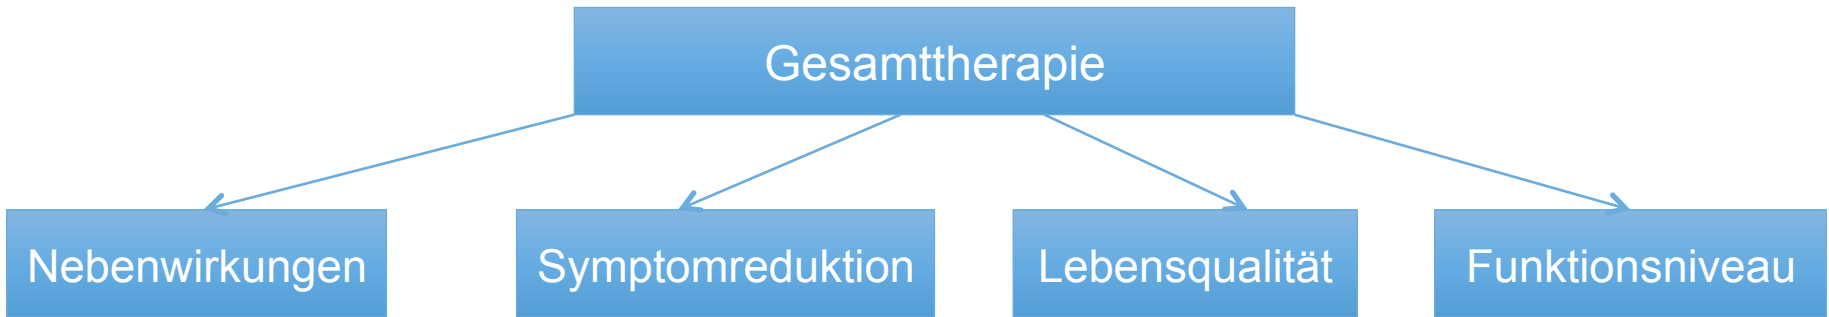 Gesamttherapie
Nebenwirkungen
Symptomreduktion
Lebensqualität
Funktionsniveau